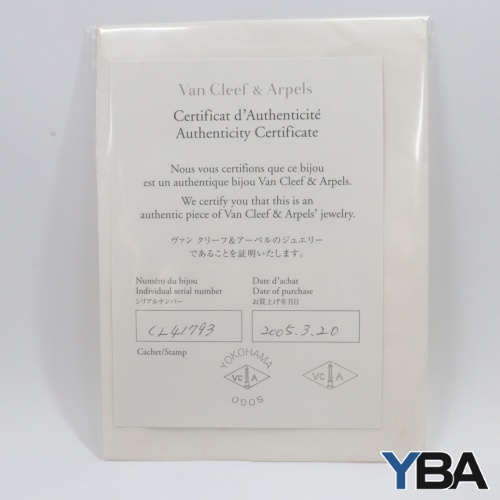 Van Cleef & Arpels
Certificat d'Authenticité
Authenticity Certificate
Nous vous certifions que ce bijou
est un authentique bijou Van Cleef & Arpels.
We certify you that this is an
authentic piece of Van Cleef & Arpels' jewelry.
ヴァン クリーフ&アーペルのジュエリー
であることを証明いたします。
Numéro du bijou
Individual serial number
シリアルナンバー
CL41793
Date d'achat
Date of purchase
お買上げ年月日
2005.3.20
Cachet/Stamp
YOKOHAMA
VC A
ODOS
VC A
YBA